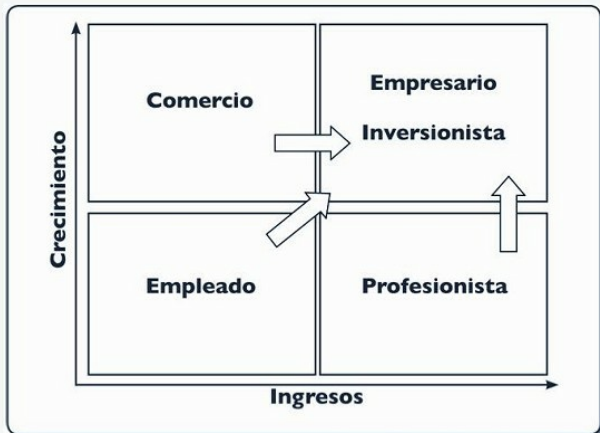 Comercio
Empresario
Inversionista
Crecimiento
Empleado
Profesionista
Ingresos